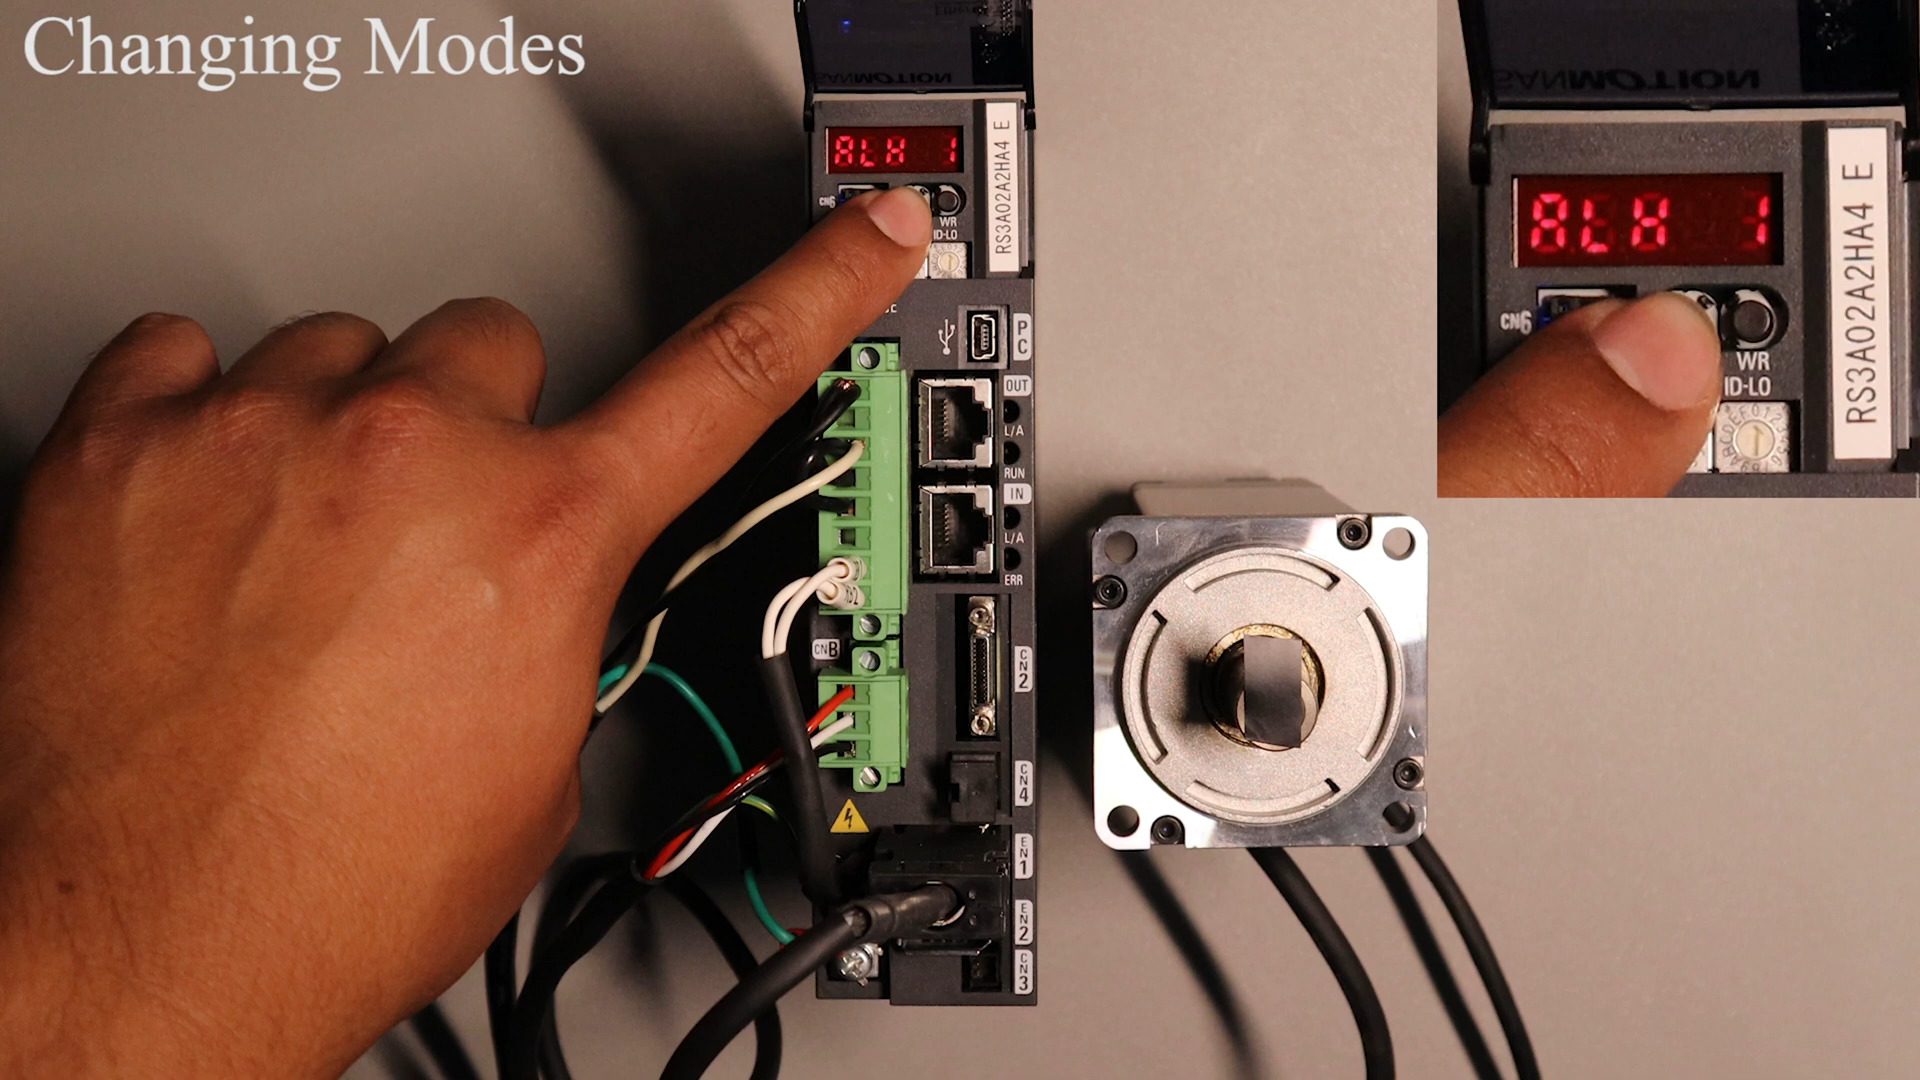 Changing Modes
SANMOTION
ALH 1
CN6
WR
ID-LO
RS3A02A2HA4 E
PC
OUT
L/A
RUN
IN
L/A
ERR
CNB
CN2
CN4
EN1
EN2
CN3
SANMOTION
ALH 1
CN6
WR
ID-LO
RS3A02A2HA4 E